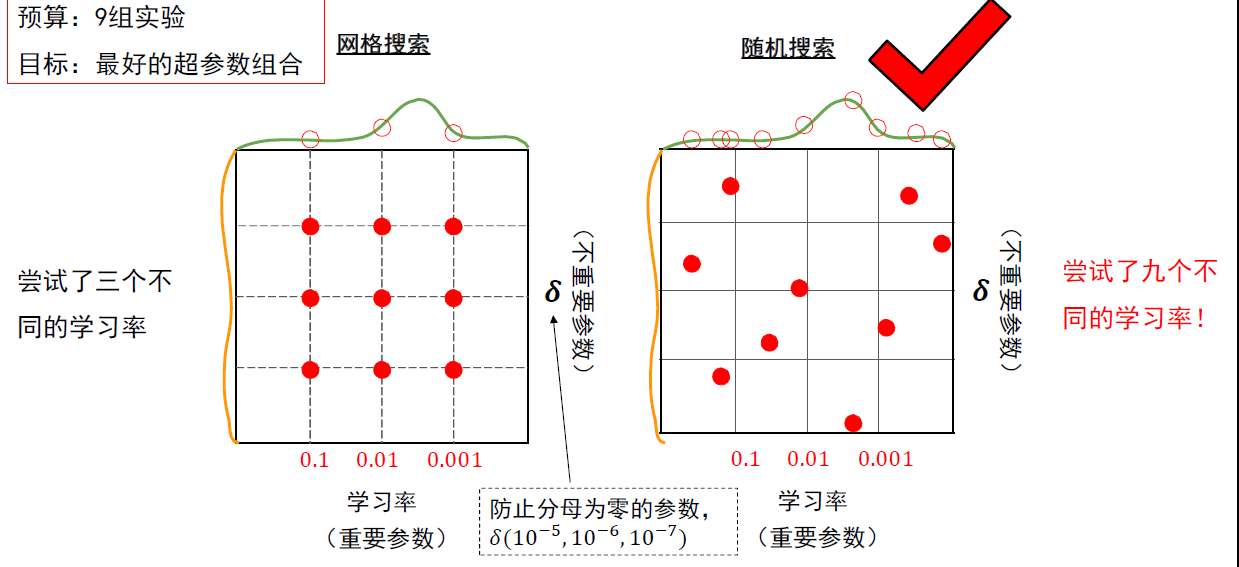 预算：9组实验
目标：最好的超参数组合
网格搜索
随机搜索
尝试了三个不
同的学习率
δ
（不重要参数）
0.1 0.01 0.001
学习率
（重要参数）
防止分母为零的参数，
δ(10⁻⁵, 10⁻⁶, 10⁻⁷)
δ
（不重要参数）
0.1 0.01 0.001
学习率
（重要参数）
尝试了九个不
同的学习率！